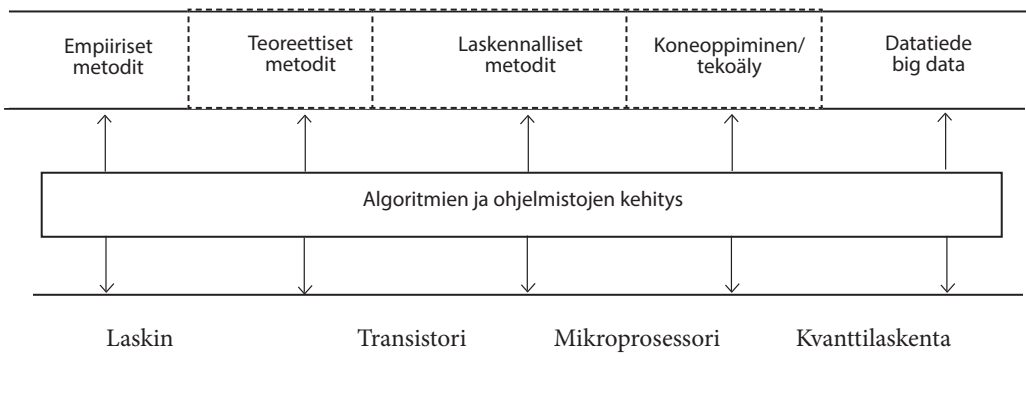 Empiiriset
metodit
Teoreettiset
metodit
Laskennalliset
metodit
Koneoppiminen/
tekoäly
Datatiede
big data
Algoritmien ja ohjelmistojen kehitys
Laskin
Transistori
Mikroprosessori
Kvanttilaskenta